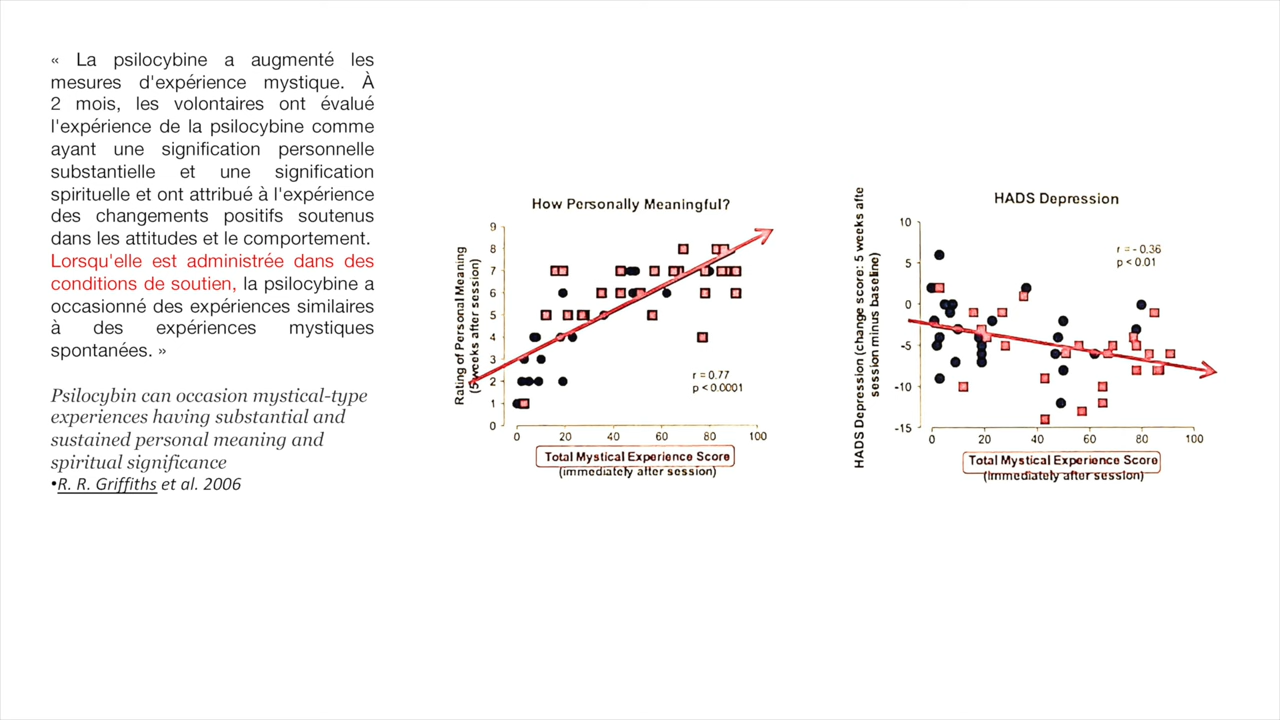 « La psilocybine a augmenté les
mesures d'expérience mystique. À
2 mois, les volontaires ont évalué
l'expérience de la psilocybine comme
ayant une signification personnelle
substantielle et une signification
spirituelle et ont attribué à l'expérience
des changements positifs soutenus
dans les attitudes et le comportement.
Lorsqu'elle est administrée dans des
conditions de soutien, la psilocybine a
occasionné des expériences similaires
à des expériences mystiques
spontanées. »
Psilocybin can occasion mystical-type
experiences having substantial and
sustained personal meaning and
spiritual significance
•R. R. Griffiths et al. 2006
How Personally Meaningful?
Rating of Personal Meaning
(5 weeks after session)
9
8
7
6
5
4
3
2
1
0
r = 0.77
p < 0.0001
0 20 40 60 80 100
Total Mystical Experience Score
(immediately after session)
HADS Depression
HADS Depression (change score: 5 weeks afte
session minus baseline)
10
5
0
-5
-10
-15
r = - 0.36
p < 0.01
0 20 40 60 80 100
Total Mystical Experience Score
(immediately after session)